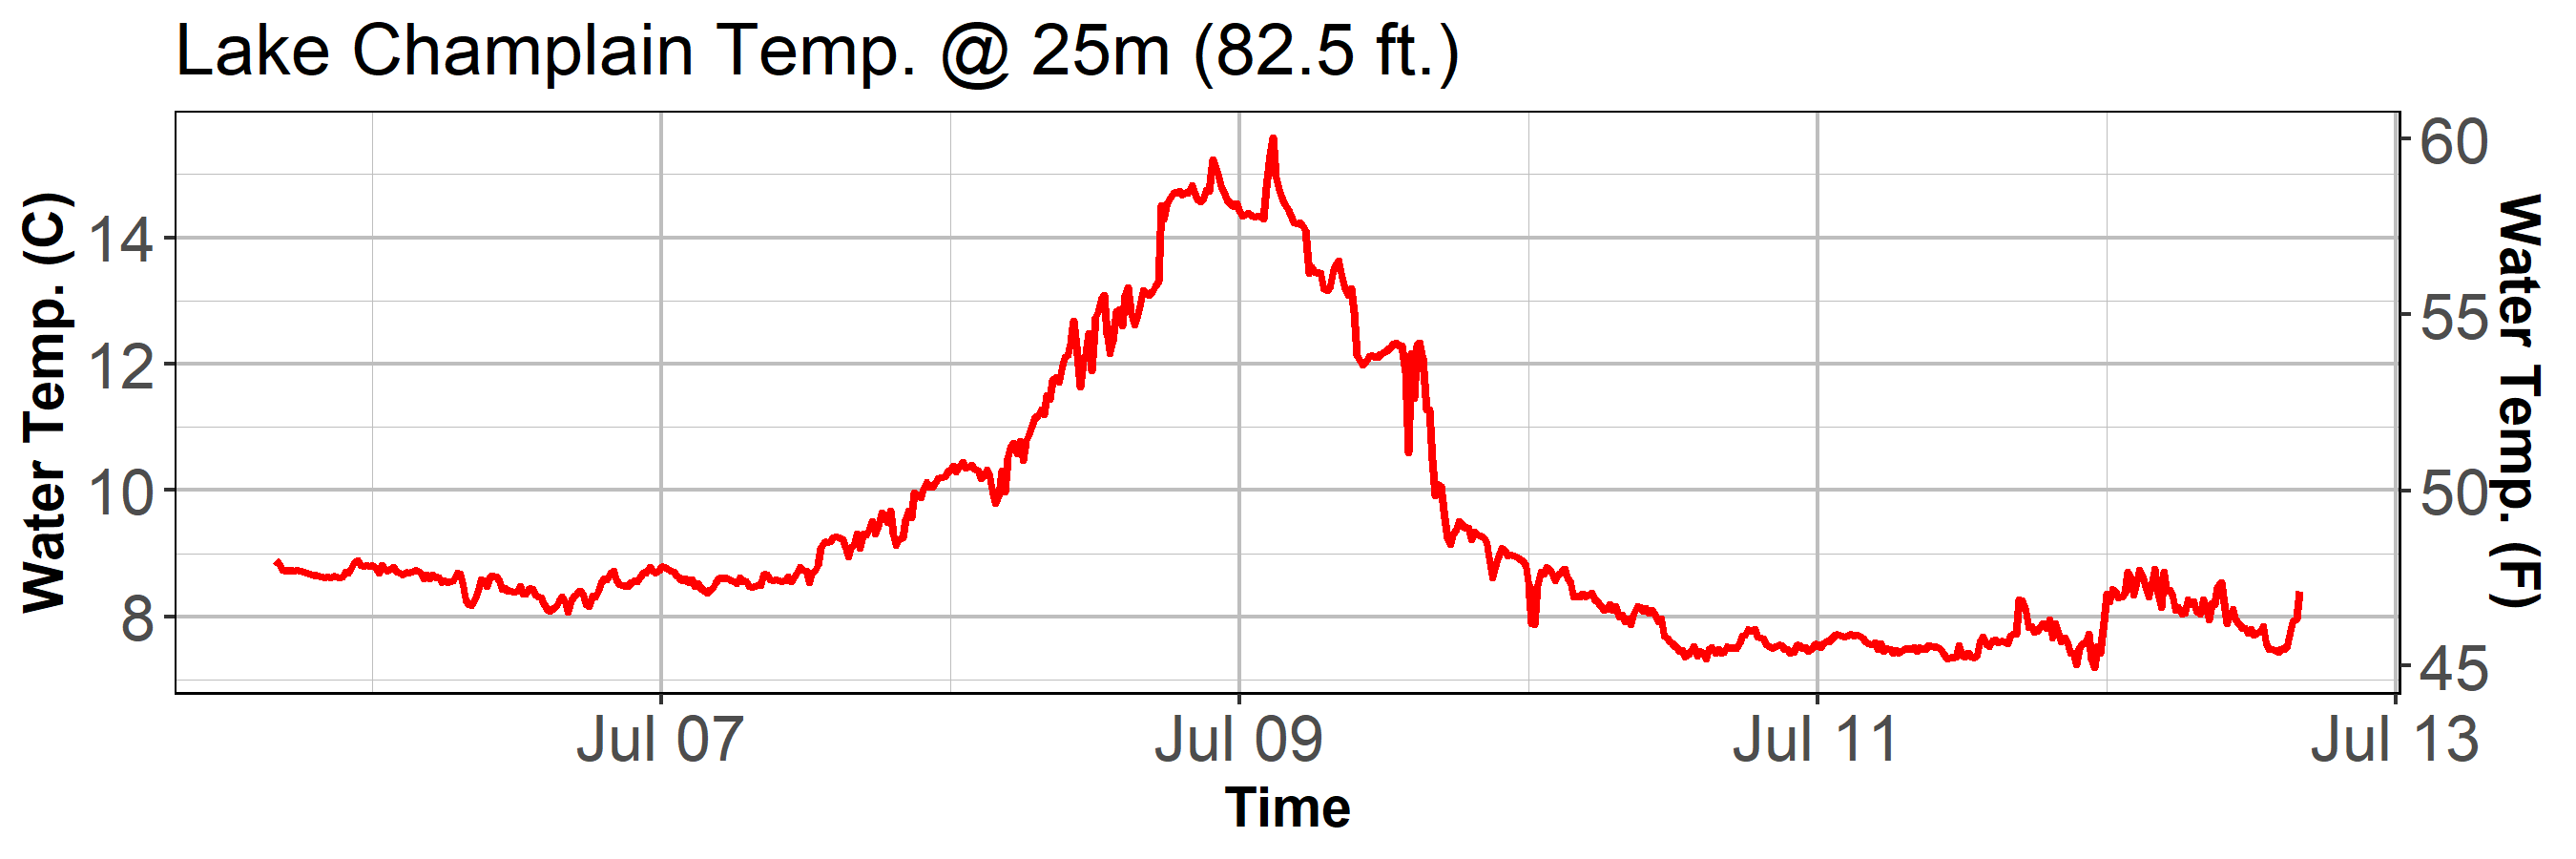 Lake Champlain Temp. @ 25m (82.5 ft.)
Water Temp. (C)
14
12
10
8
60
55
50
45
Water Temp. (F)
Jul 07 Jul 09 Jul 11 Jul 13
Time